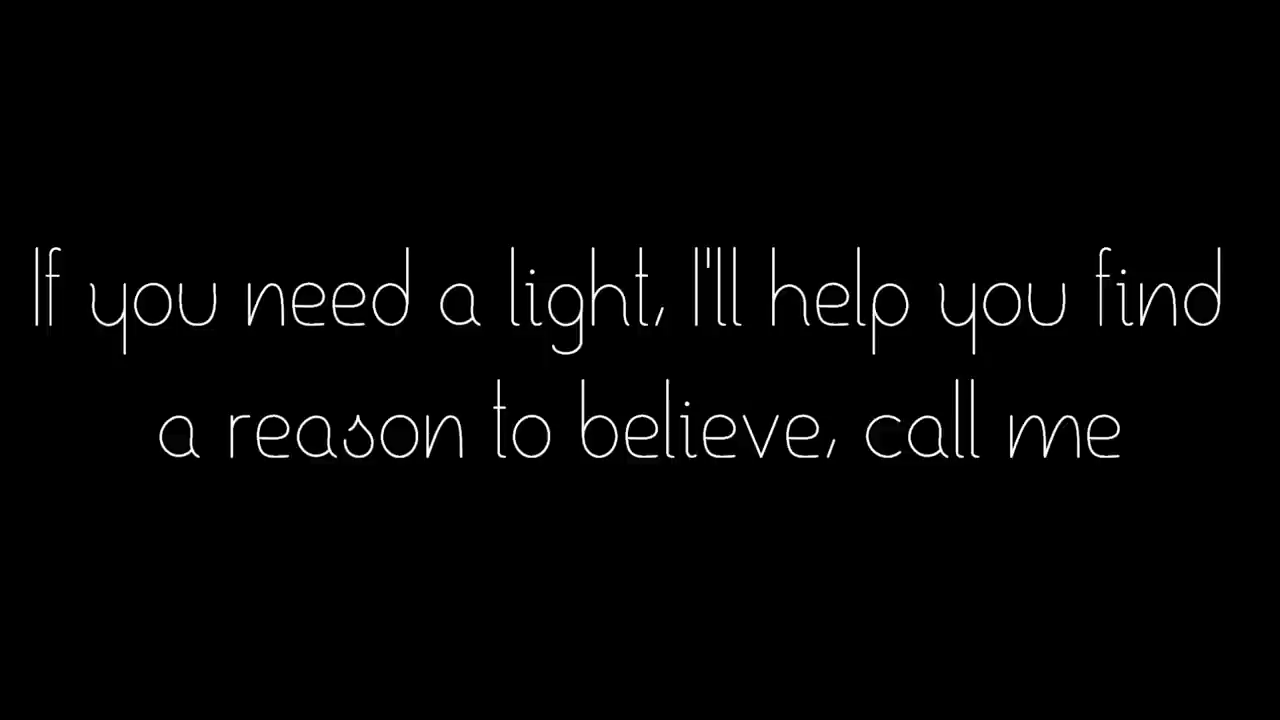 If you need a light, I'll help you find
a reason to believe, call me